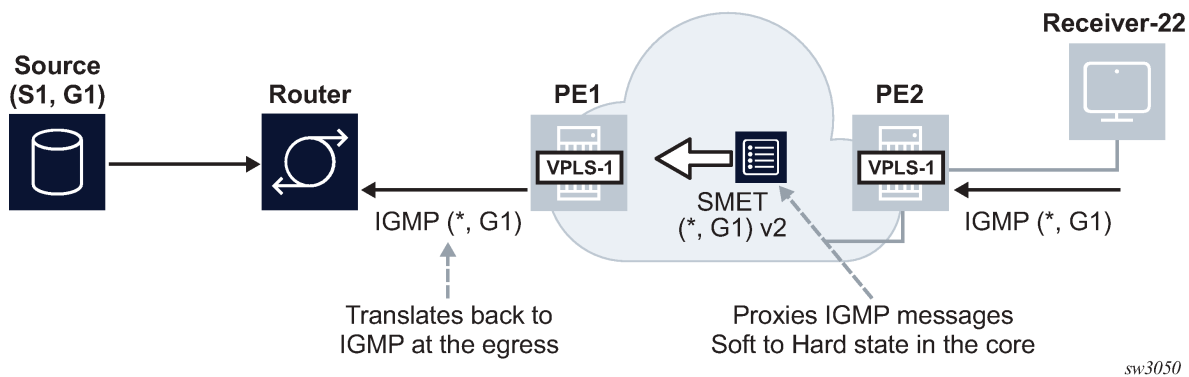 Receiver-22
Source
(S1, G1)
Router
PE1
PE2
VPLS-1
VPLS-1
IGMP (*, G1)
SMET
(*, G1) v2
IGMP (*, G1)
Translates back to
IGMP at the egress
Proxies IGMP messages
Soft to Hard state in the core
sw3050